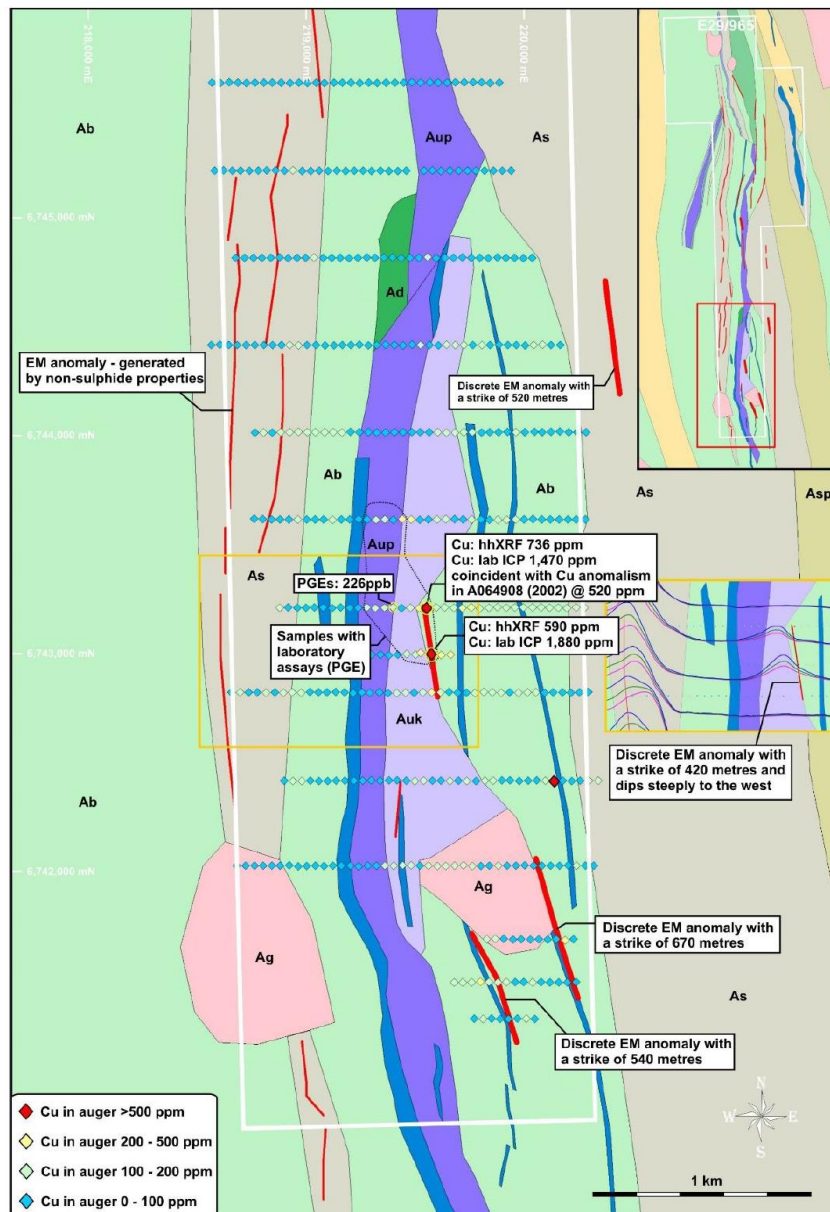 218,000 mE
219,000 mE
220,000 mE
E29/965
Ab
Aup
As
6,745,000 mN
Ad
EM anomaly - generated
by non-sulphide properties
Discrete EM anomaly with
a strike of 520 metres
6,744,000 mN
Ab
Ab
As
Asp
Aup
Cu: hhXRF 736 ppm
Cu: lab ICP 1,470 ppm
coincident with Cu anomalism
in A064908 (2002) @ 520 ppm
As
PGEs: 226ppb
Samples with
laboratory
assays (PGE)
Cu: hhXRF 590 ppm
Cu: lab ICP 1,880 ppm
6,743,000 mN
Auk
Discrete EM anomaly with
a strike of 420 metres and
dips steeply to the west
Ab
6,742,000 mN
Ag
Ag
Discrete EM anomaly with
a strike of 670 metres
As
Discrete EM anomaly with
a strike of 540 metres
N
W E
S
Cu in auger >500 ppm
Cu in auger 200 - 500 ppm
Cu in auger 100 - 200 ppm
Cu in auger 0 - 100 ppm
1 km